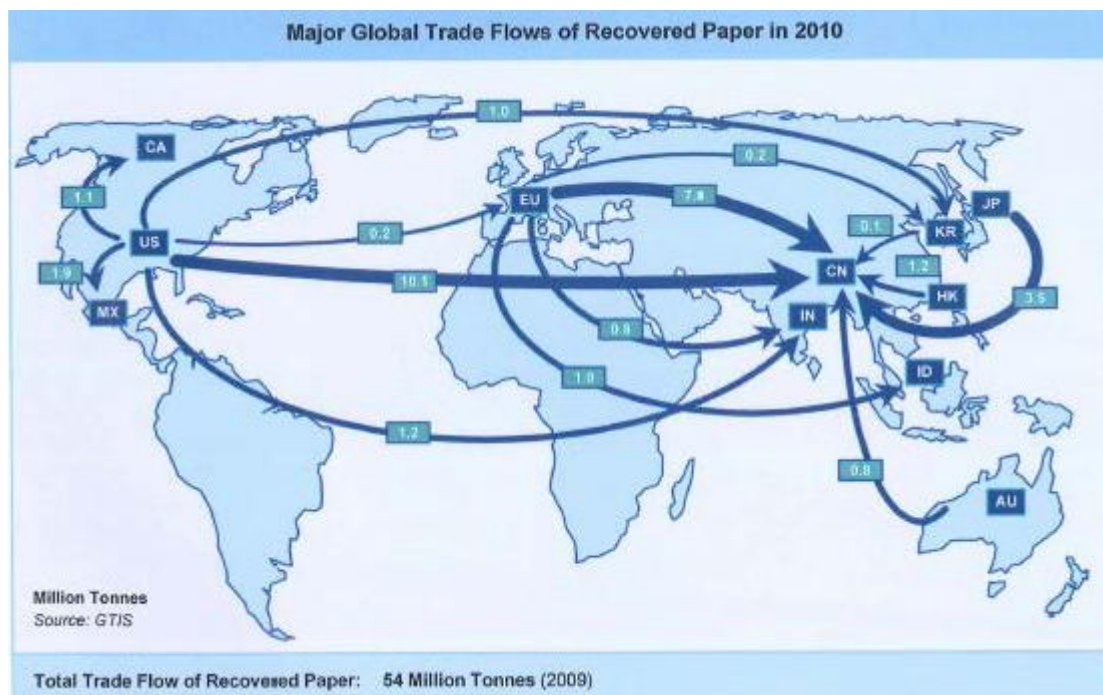 Major Global Trade Flows of Recovered Paper in 2010
1.0
CA
0.2
1.1
EU
7.8
JP
US
0.2
0.1
KR
1.9
10.1
CN
1.2
MX
HK
3.5
IN
0.8
1.0
ID
1.2
0.8
AU
Million Tonnes
Source: GTIS
Total Trade Flow of Recovered Paper: 54 Million Tonnes (2009)